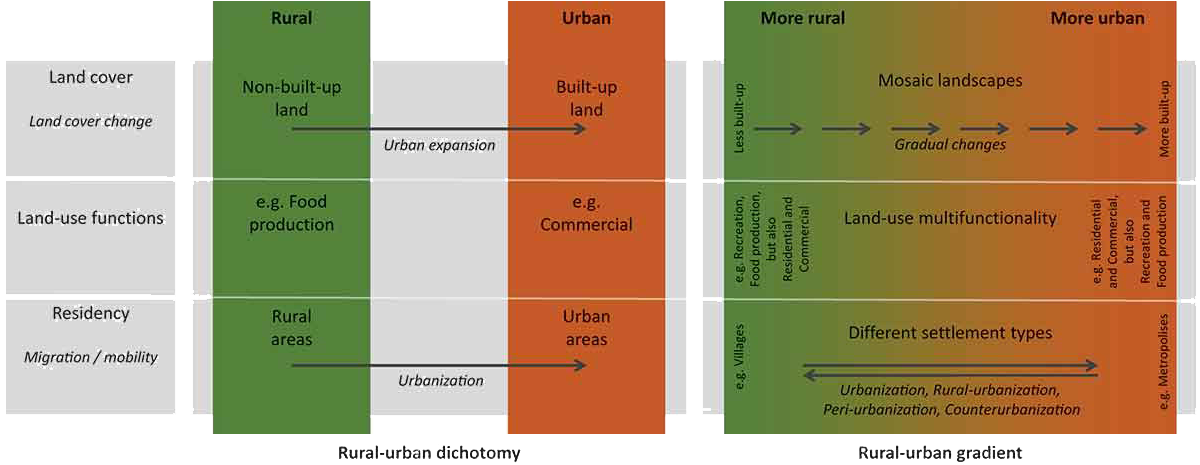 Rural
Urban
More rural
More urban
Land cover
Land cover change
Non-built-up
land
Built-up
land
Urban expansion
Mosaic landscapes
Less built-up
More built-up
Gradual changes
Land-use functions
e.g. Food
production
e.g.
Commercial
e.g. Recreation,
Food production,
but also
Residential and
Commercial
Land-use multifunctionality
e.g. Residential
and Commercial,
but also
Recreation and
Food production
Residency
Migration / mobility
Rural
areas
Urban
areas
Urbanization
e.g. Villages
Different settlement types
Urbanization, Rural-urbanization,
Peri-urbanization, Counterurbanization
e.g. Metropolises
Rural-urban dichotomy
Rural-urban gradient